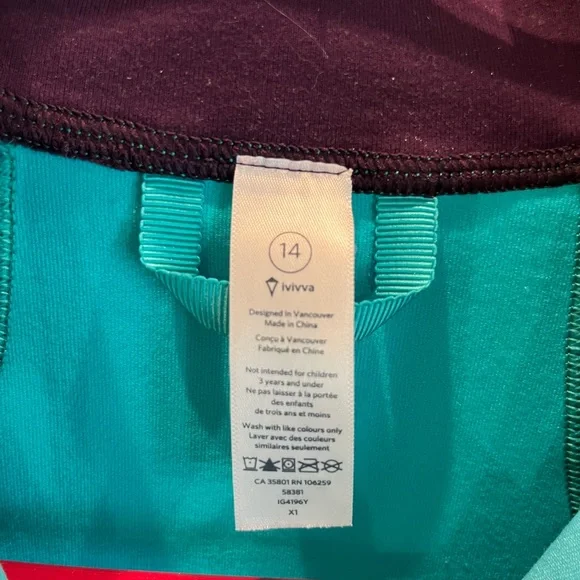 14
ivivva
Designed in Vancouver
Made in China
Conçu à Vancouver
Fabriqué en Chine
Not intended for children
3 years and under
Ne pas laisser à la portée
des enfants
de trois ans et moins
Wash with like colours only
Laver avec des couleurs
similaires seulement
CA 35801 RN 106259
58381
IG4196Y
X1